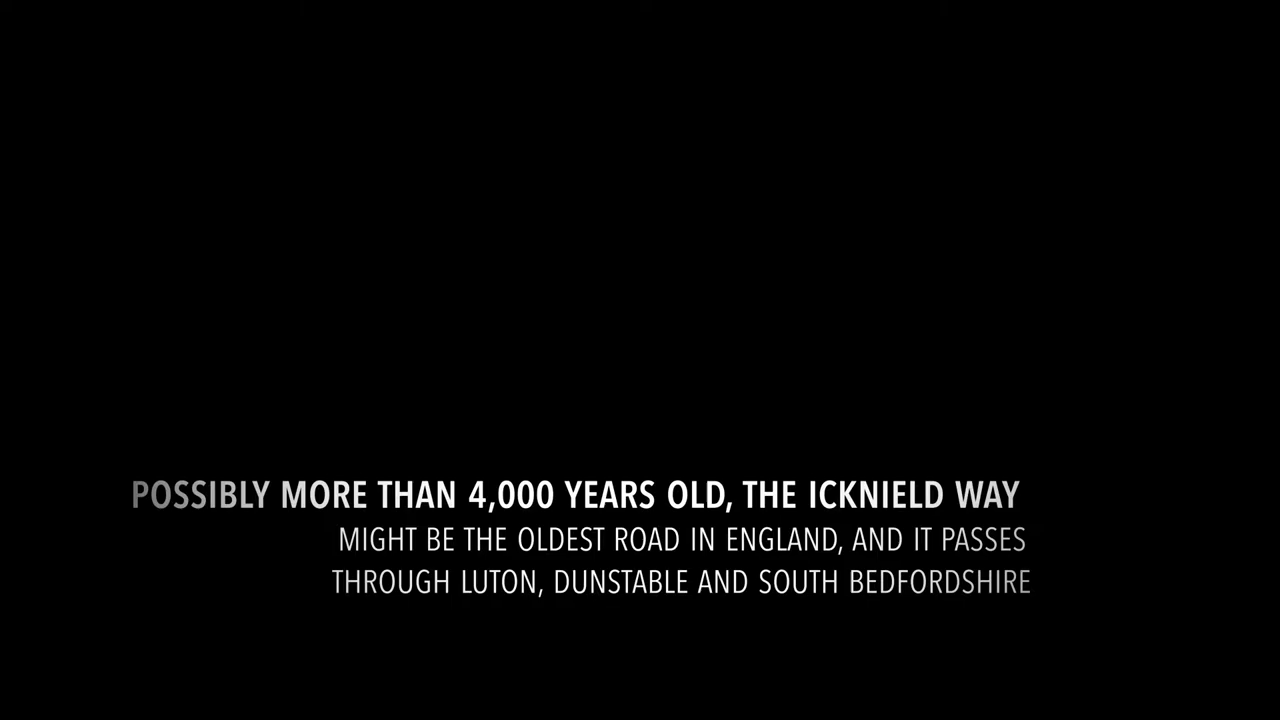 POSSIBLY MORE THAN 4,000 YEARS OLD, THE ICKNIELD WAY
MIGHT BE THE OLDEST ROAD IN ENGLAND, AND IT PASSES
THROUGH LUTON, DUNSTABLE AND SOUTH BEDFORDSHIRE